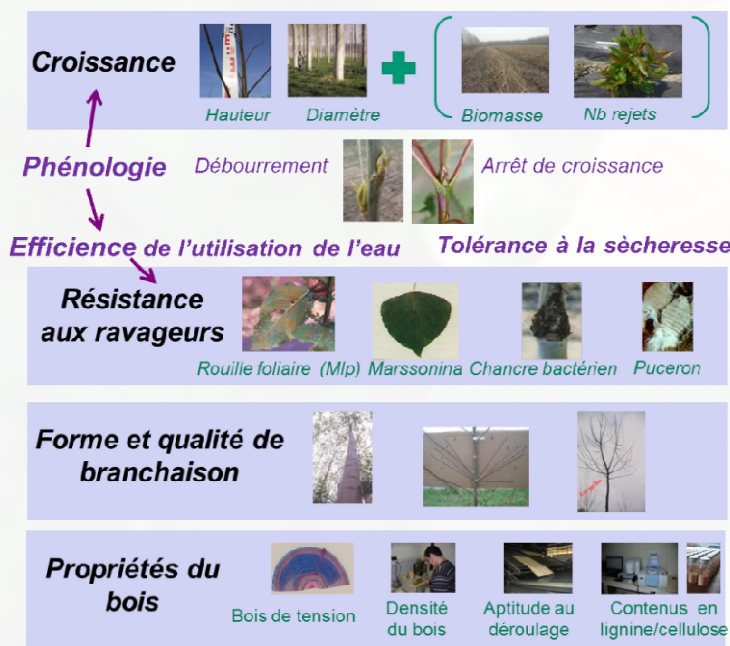 Croissance
Hauteur
Diamètre
Biomasse
Nb rejets
Phénologie
Débourrement
Arrêt de croissance
Efficience de l'utilisation de l'eau
Tolérance à la sècheresse
Résistance
aux ravageurs
Rouille foliaire (Mlp)
Marssonina
Chancre bactérien
Puceron
Forme et qualité de
branchaison
Propriétés du
bois
Bois de tension
Densité
du bois
Aptitude au
déroulage
Contenus en
lignine/cellulose